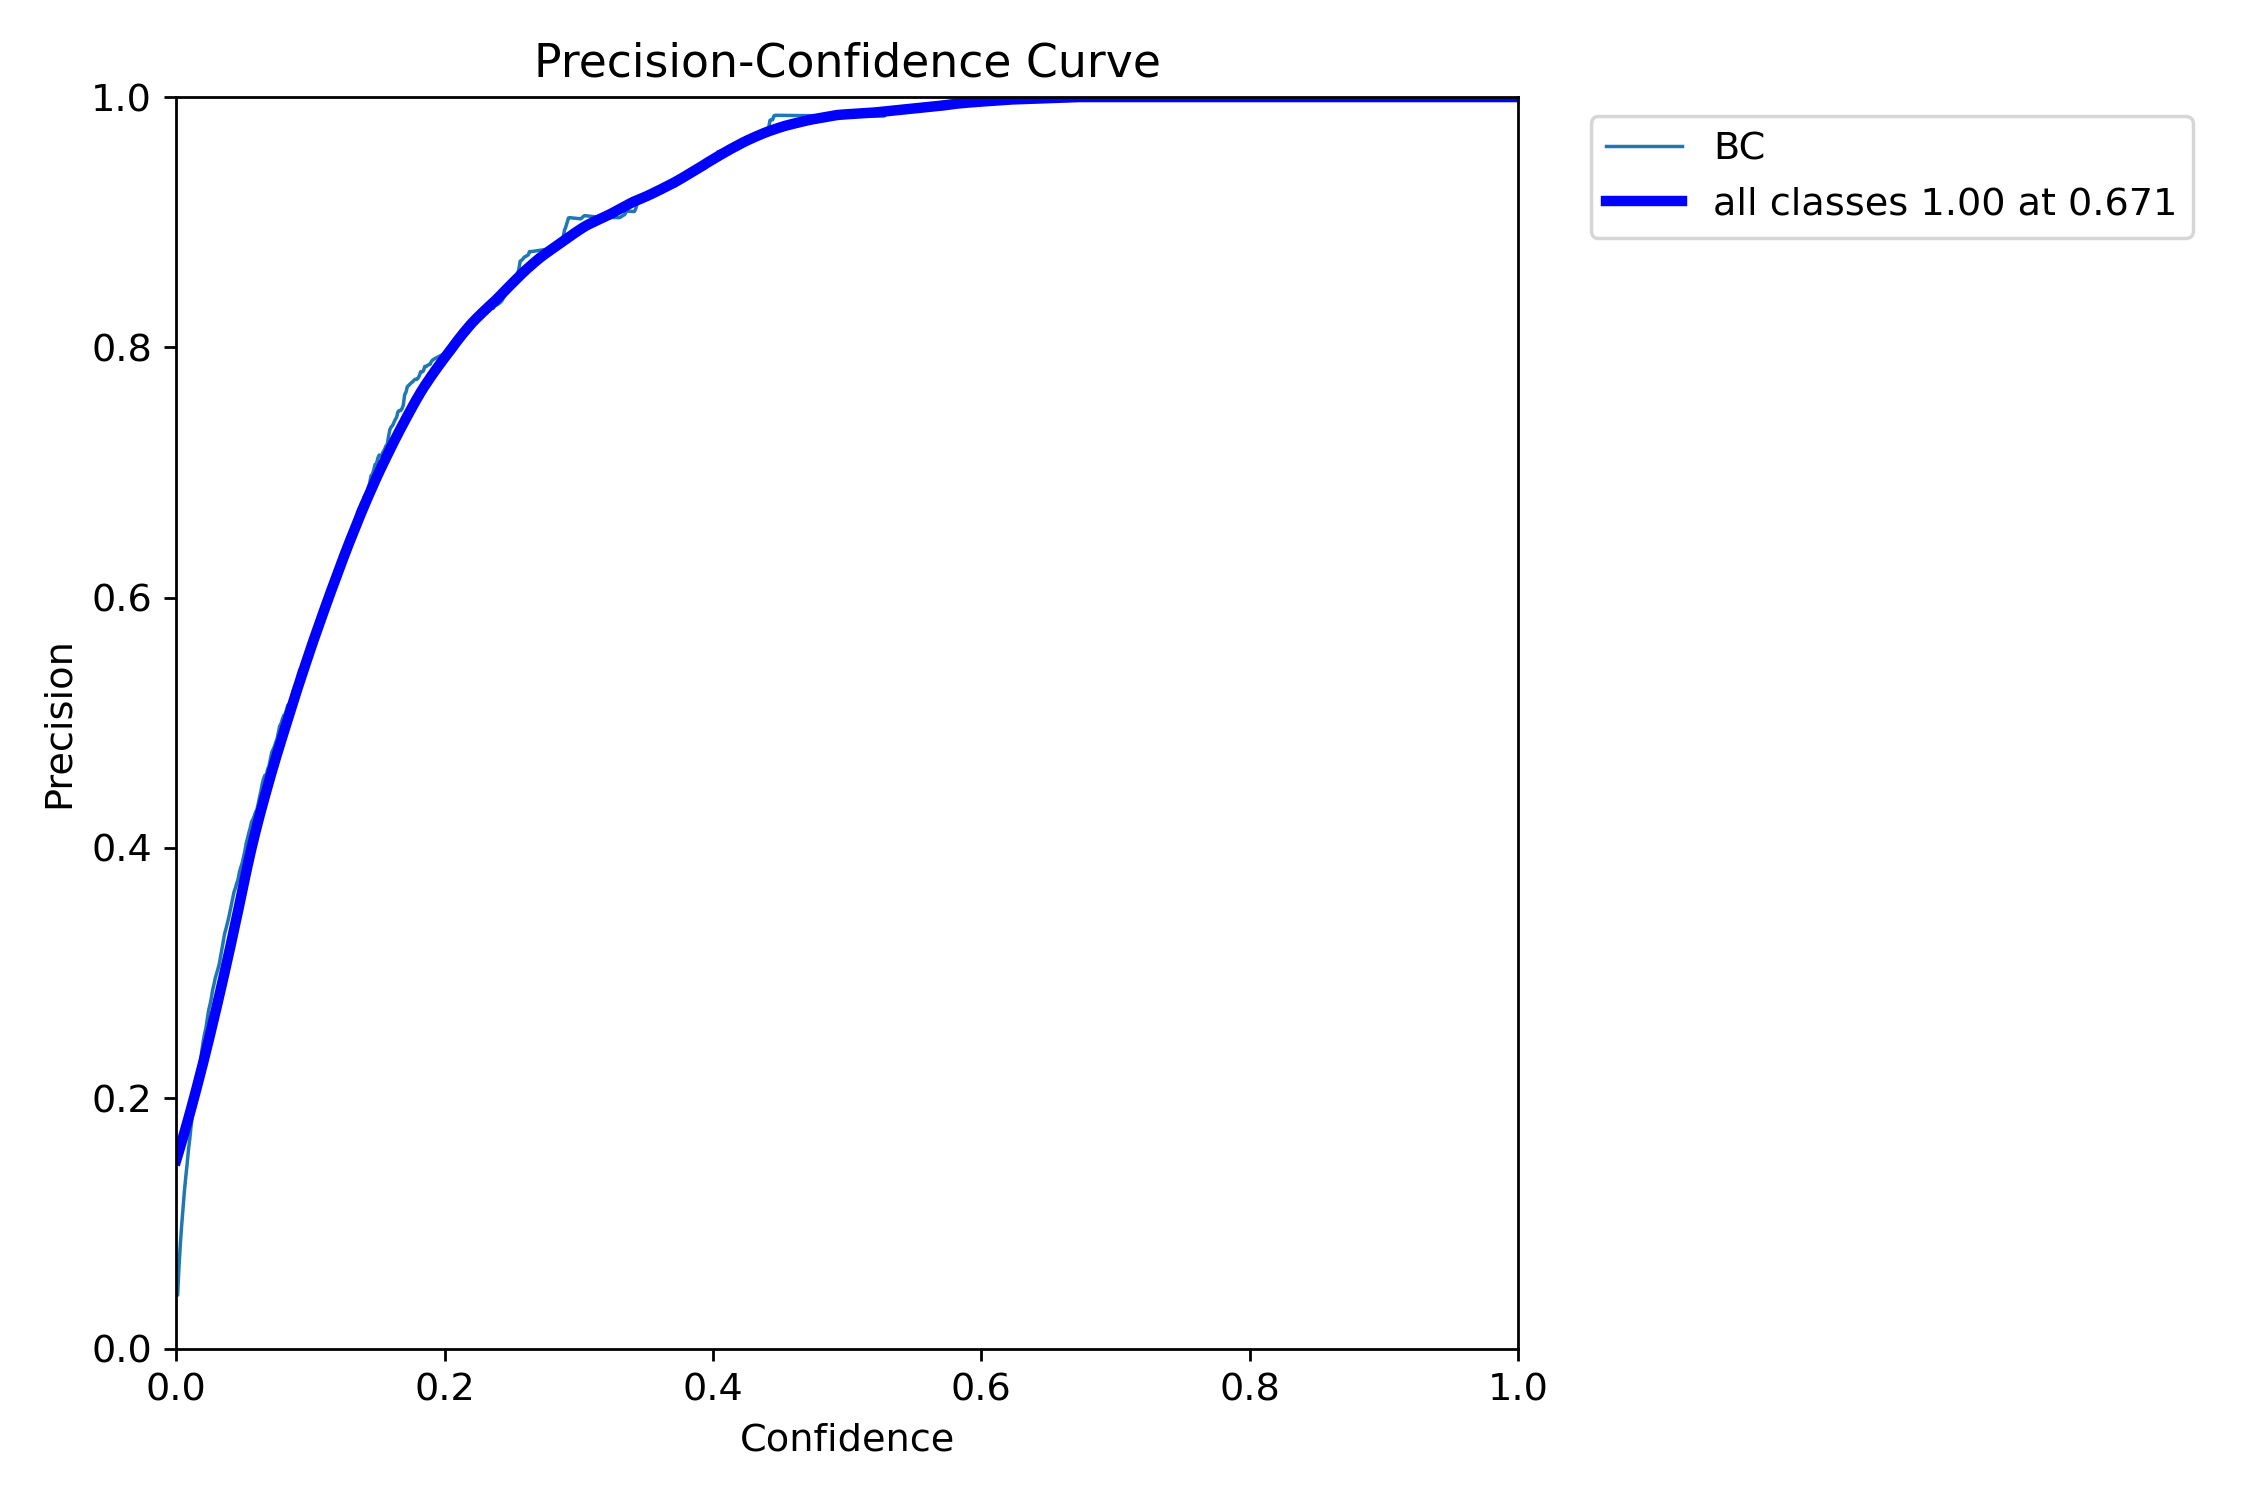 Precision-Confidence Curve
1.0
0.8
0.6
0.4
0.2
0.0
Precision
0.0 0.2 0.4 0.6 0.8 1.0
Confidence
BC
all classes 1.00 at 0.671